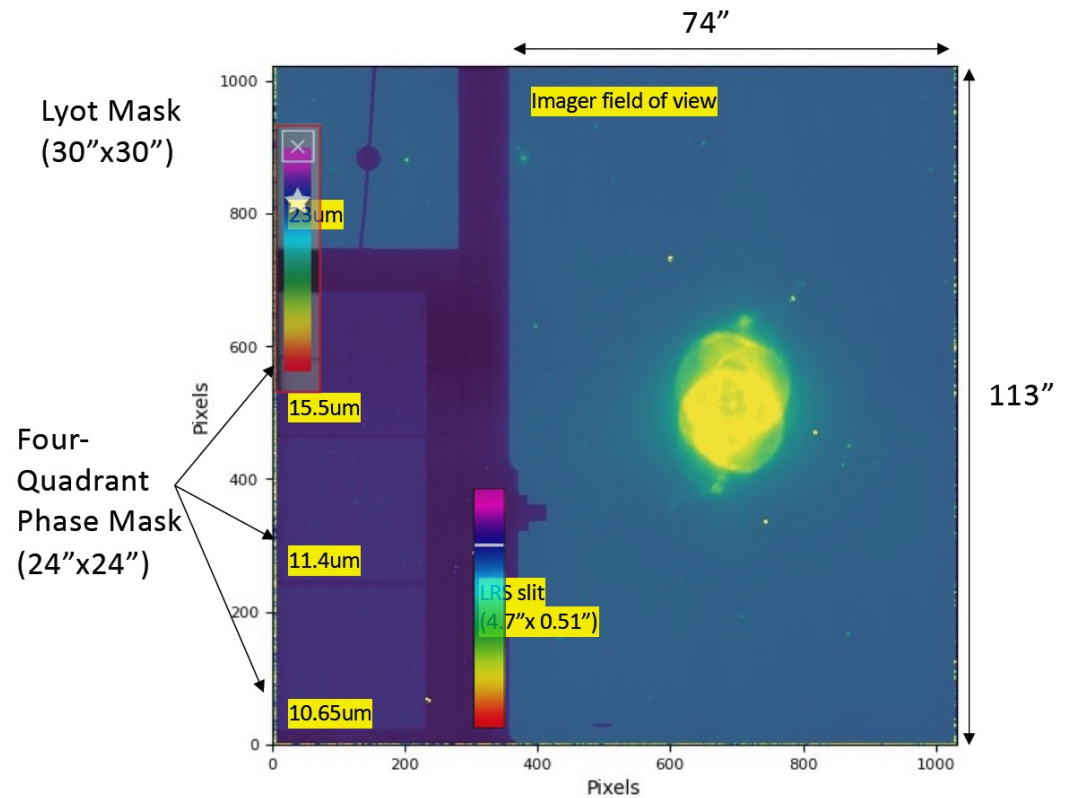 74”
Lyot Mask
(30”x30”)
Imager field of view
23um
15.5um
Four-
Quadrant
Phase Mask
(24”x24”)
11.4um
LRS slit
(4.7”x 0.51”)
10.65um
113”
Pixels
1000
800
600
400
200
0
0
200
400
600
800
1000
Pixels